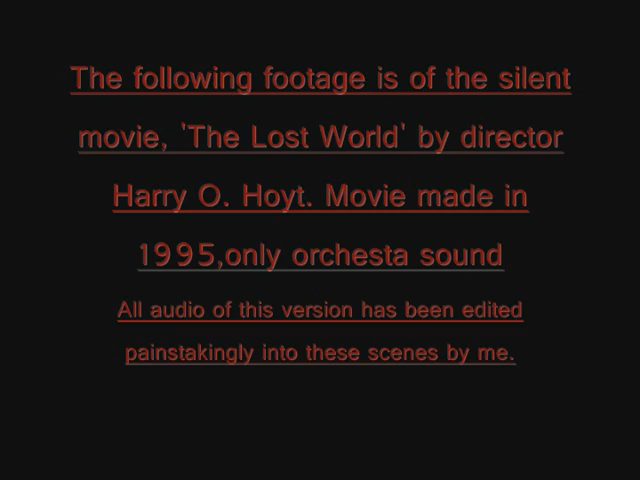 The following footage is of the silent
movie, 'The Lost World' by director
Harry O. Hoyt. Movie made in
1995,only orchesta sound
All audio of this version has been edited
painstakingly into these scenes by me.